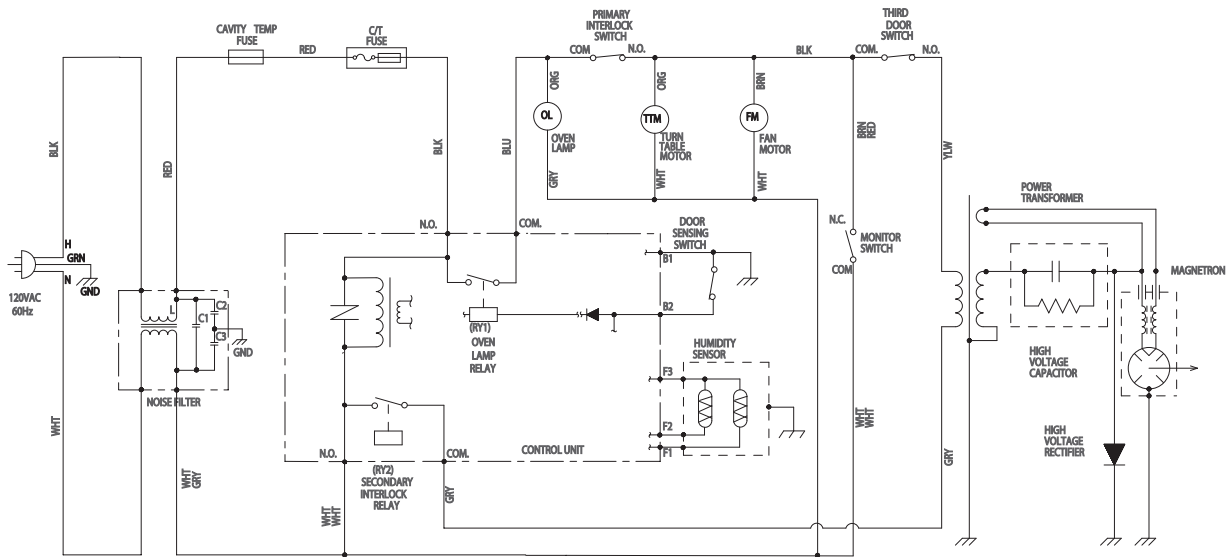 PRIMARY
INTERLOCK
SWITCH
THIRD
DOOR
SWITCH
CAVITY TEMP
FUSE
RED
C/T
FUSE
COM
N.O.
BLK
COM.
N.O.
ORG
ORG
BRN
OL
TTM
FM
OVEN
LAMP
TURN
TABLE
MOTOR
FAN
MOTOR
BLK
RED
BLK
BLU
GRY
WHT
WHT
BRN
RED
YLW
POWER
TRANSFORMER
N.O.
COM.
DOOR
SENSING
SWITCH
N.C.
MONITOR
SWITCH
COM
H
GRN
N
GND
120VAC
60Hz
B1
B2
MAGNETRON
L
C1
C2
C3
GND
NOISE FILTER
(RY1)
OVEN
LAMP
RELAY
HUMIDITY
SENSOR
HIGH
VOLTAGE
CAPACITOR
F3
F2
F1
WHT
WHT
GRY
N.O.
COM.
CONTROL UNIT
(RY2)
SECONDARY
INTERLOCK
RELAY
WHT
WHT
GRY
WHT
WHT
GRY
HIGH
VOLTAGE
RECTIFIER